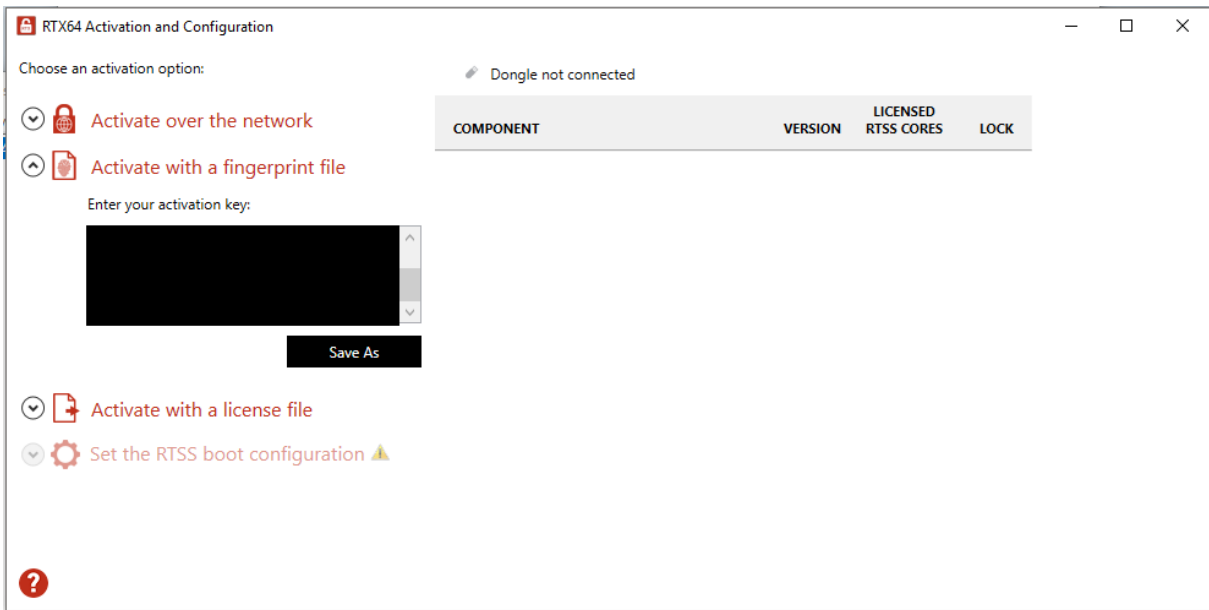 RTX64 Activation and Configuration
Choose an activation option:
Activate over the network
Activate with a fingerprint file
Enter your activation key:
Save As
Activate with a license file
Set the RTSS boot configuration
?
Dongle not connected
COMPONENT
VERSION
LICENSED
RTSS CORES
LOCK